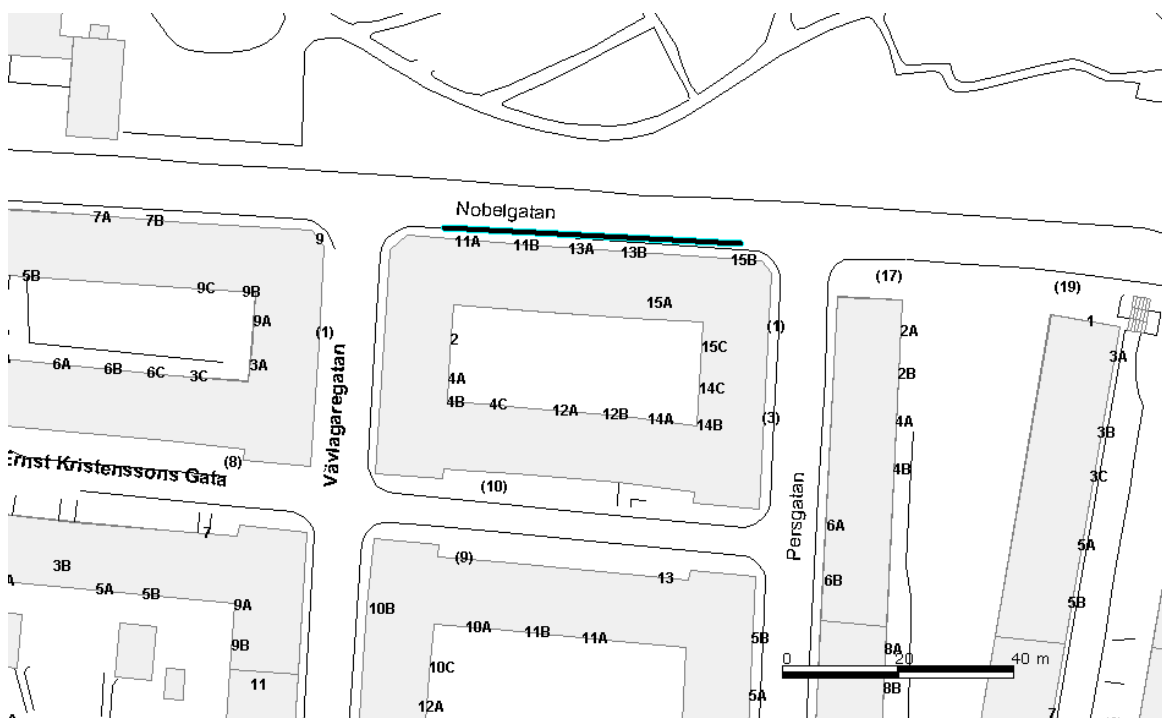 Nobelgatan
7A
7B
9
11A
11B
13A
13B
15B
5B
9C
9B
(17)
(19)
15A
9A
(1)
(1)
1
2A
2
15C
3A
6A
6B
6C
3C
3A
4A
14C
2B
Vävlagaregatan
4B
4C
12A
12B
14A
14B
(3)
4A
3B
Ernst Kristenssons Gata
(8)
(10)
4B
3C
Persgatan
7
6A
5A
3B
5A
5B
9A
(9)
13
6B
5B
10B
9B
10A
11B
11A
5B
8A
0
20
40 m
11
10C
12A
5A
8B
7